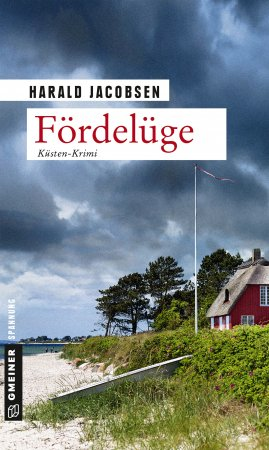 HARALD JACOBSEN
Fördelüge
Küsten-Krimi
GMEINER SPANNUNG